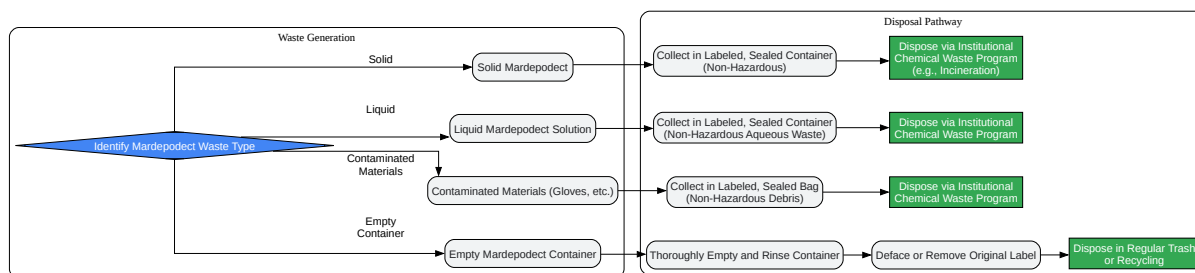 Waste Generation
Disposal Pathway
Identify Mardepodect Waste Type
Solid
Solid Mardepodect
Collect in Labeled, Sealed Container
(Non-Hazardous)
Dispose via Institutional
Chemical Waste Program
(e.g., Incineration)
Liquid
Liquid Mardepodect Solution
Collect in Labeled, Sealed Container
(Non-Hazardous Aqueous Waste)
Dispose via Institutional
Chemical Waste Program
Contaminated
Materials
Contaminated Materials (Gloves, etc.)
Collect in Labeled, Sealed Bag
(Non-Hazardous Debris)
Dispose via Institutional
Chemical Waste Program
Empty
Container
Empty Mardepodect Container
Thoroughly Empty and Rinse Container
Deface or Remove Original Label
Dispose in Regular Trash
or Recycling